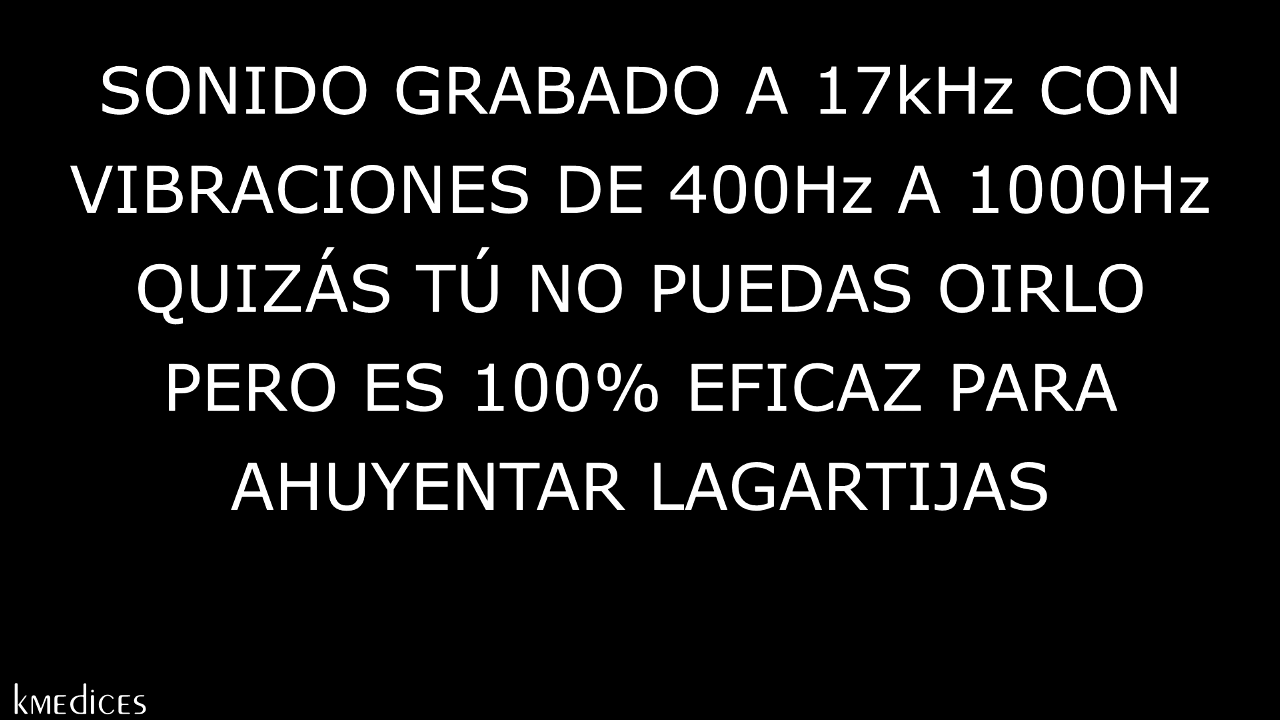 SONIDO GRABADO A 17kHz CON
VIBRACIONES DE 400Hz A 1000Hz
QUIZÁS TÚ NO PUEDAS OIRLO
PERO ES 100% EFICAZ PARA
AHUYENTAR LAGARTIJAS
kmedices